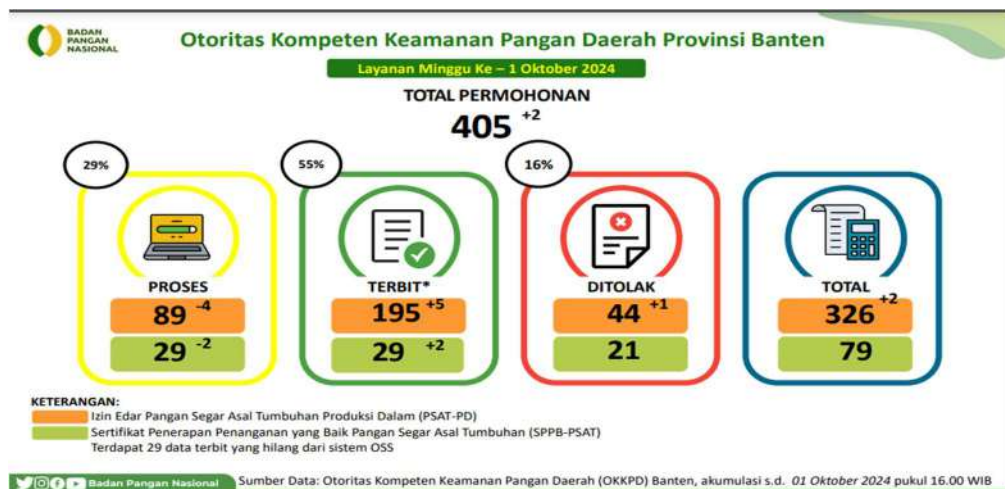 BADAN
PANGAN
NASIONAL
Otoritas Kompeten Keamanan Pangan Daerah Provinsi Banten
Layanan Minggu Ke – 1 Oktober 2024
TOTAL PERMOHONAN
405 +2
29%
55%
16%
PROSES
89 -4
29 -2
TERBIT*
195 +5
29 +2
DITOLAK
44 +1
21
TOTAL
326 +2
79
KETERANGAN:
Izin Edar Pangan Segar Asal Tumbuhan Produksi Dalam (PSAT-PD)
Sertifikat Penerapan Penanganan yang Baik Pangan Segar Asal Tumbuhan (SPPB-PSAT)
Terdapat 29 data terbit yang hilang dari sistem OSS
Badan Pangan Nasional
Sumber Data: Otoritas Kompeten Keamanan Pangan Daerah (OKKPD) Banten, akumulasi s.d. 01 Oktober 2024 pukul 16.00 WIB